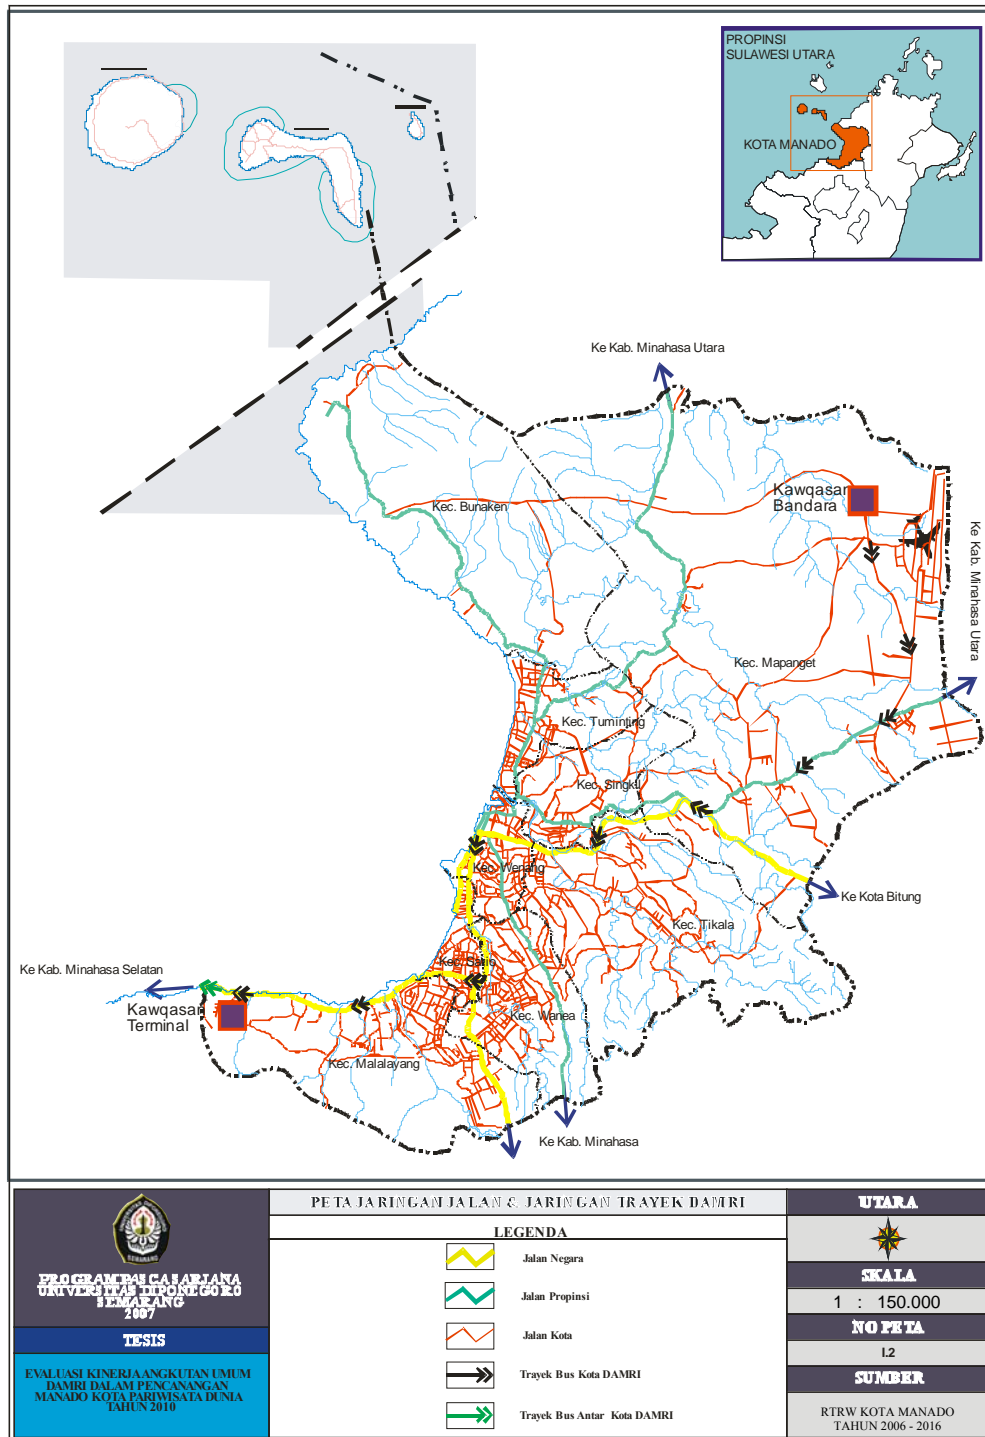 PROPINSI
SULAWESI UTARA
KOTA MANADO
Ke Kab. Minahasa Utara
Kec. Bunaken
Kawqasan
Bandara
Ke Kab. Minahasa Utara
Kec. Mapanget
Kec. Tuminting
Kec. Singkil
Kec. Wenang
Ke Kota Bitung
Kec. Tikala
Kec. Sario
Ke Kab. Minahasa Selatan
Kawqasan
Terminal
Kec. Wanea
Kec. Malalayang
Ke Kab. Minahasa
PETA JARINGAN JALAN & JARINGAN TRAYEK DAMRI
LEGENDA
Jalan Negara
Jalan Propinsi
Jalan Kota
Trayek Bus Kota DAMRI
Trayek Bus Antar Kota DAMRI
SEMARANG
PROGRAM PASCASARJANA
UNIVERSITAS DIPONEGORO
SEMARANG
2007
TESIS
EVALUASI KINERJA ANGKUTAN UMUM
DAMRI DALAM PENCANANGAN
MANADO KOTA PARIWISATA DUNIA
TAHUN 2010
UTARA
SKALA
1 : 150.000
NO PETA
I.2
SUMBER
RTRW KOTA MANADO
TAHUN 2006 - 2016